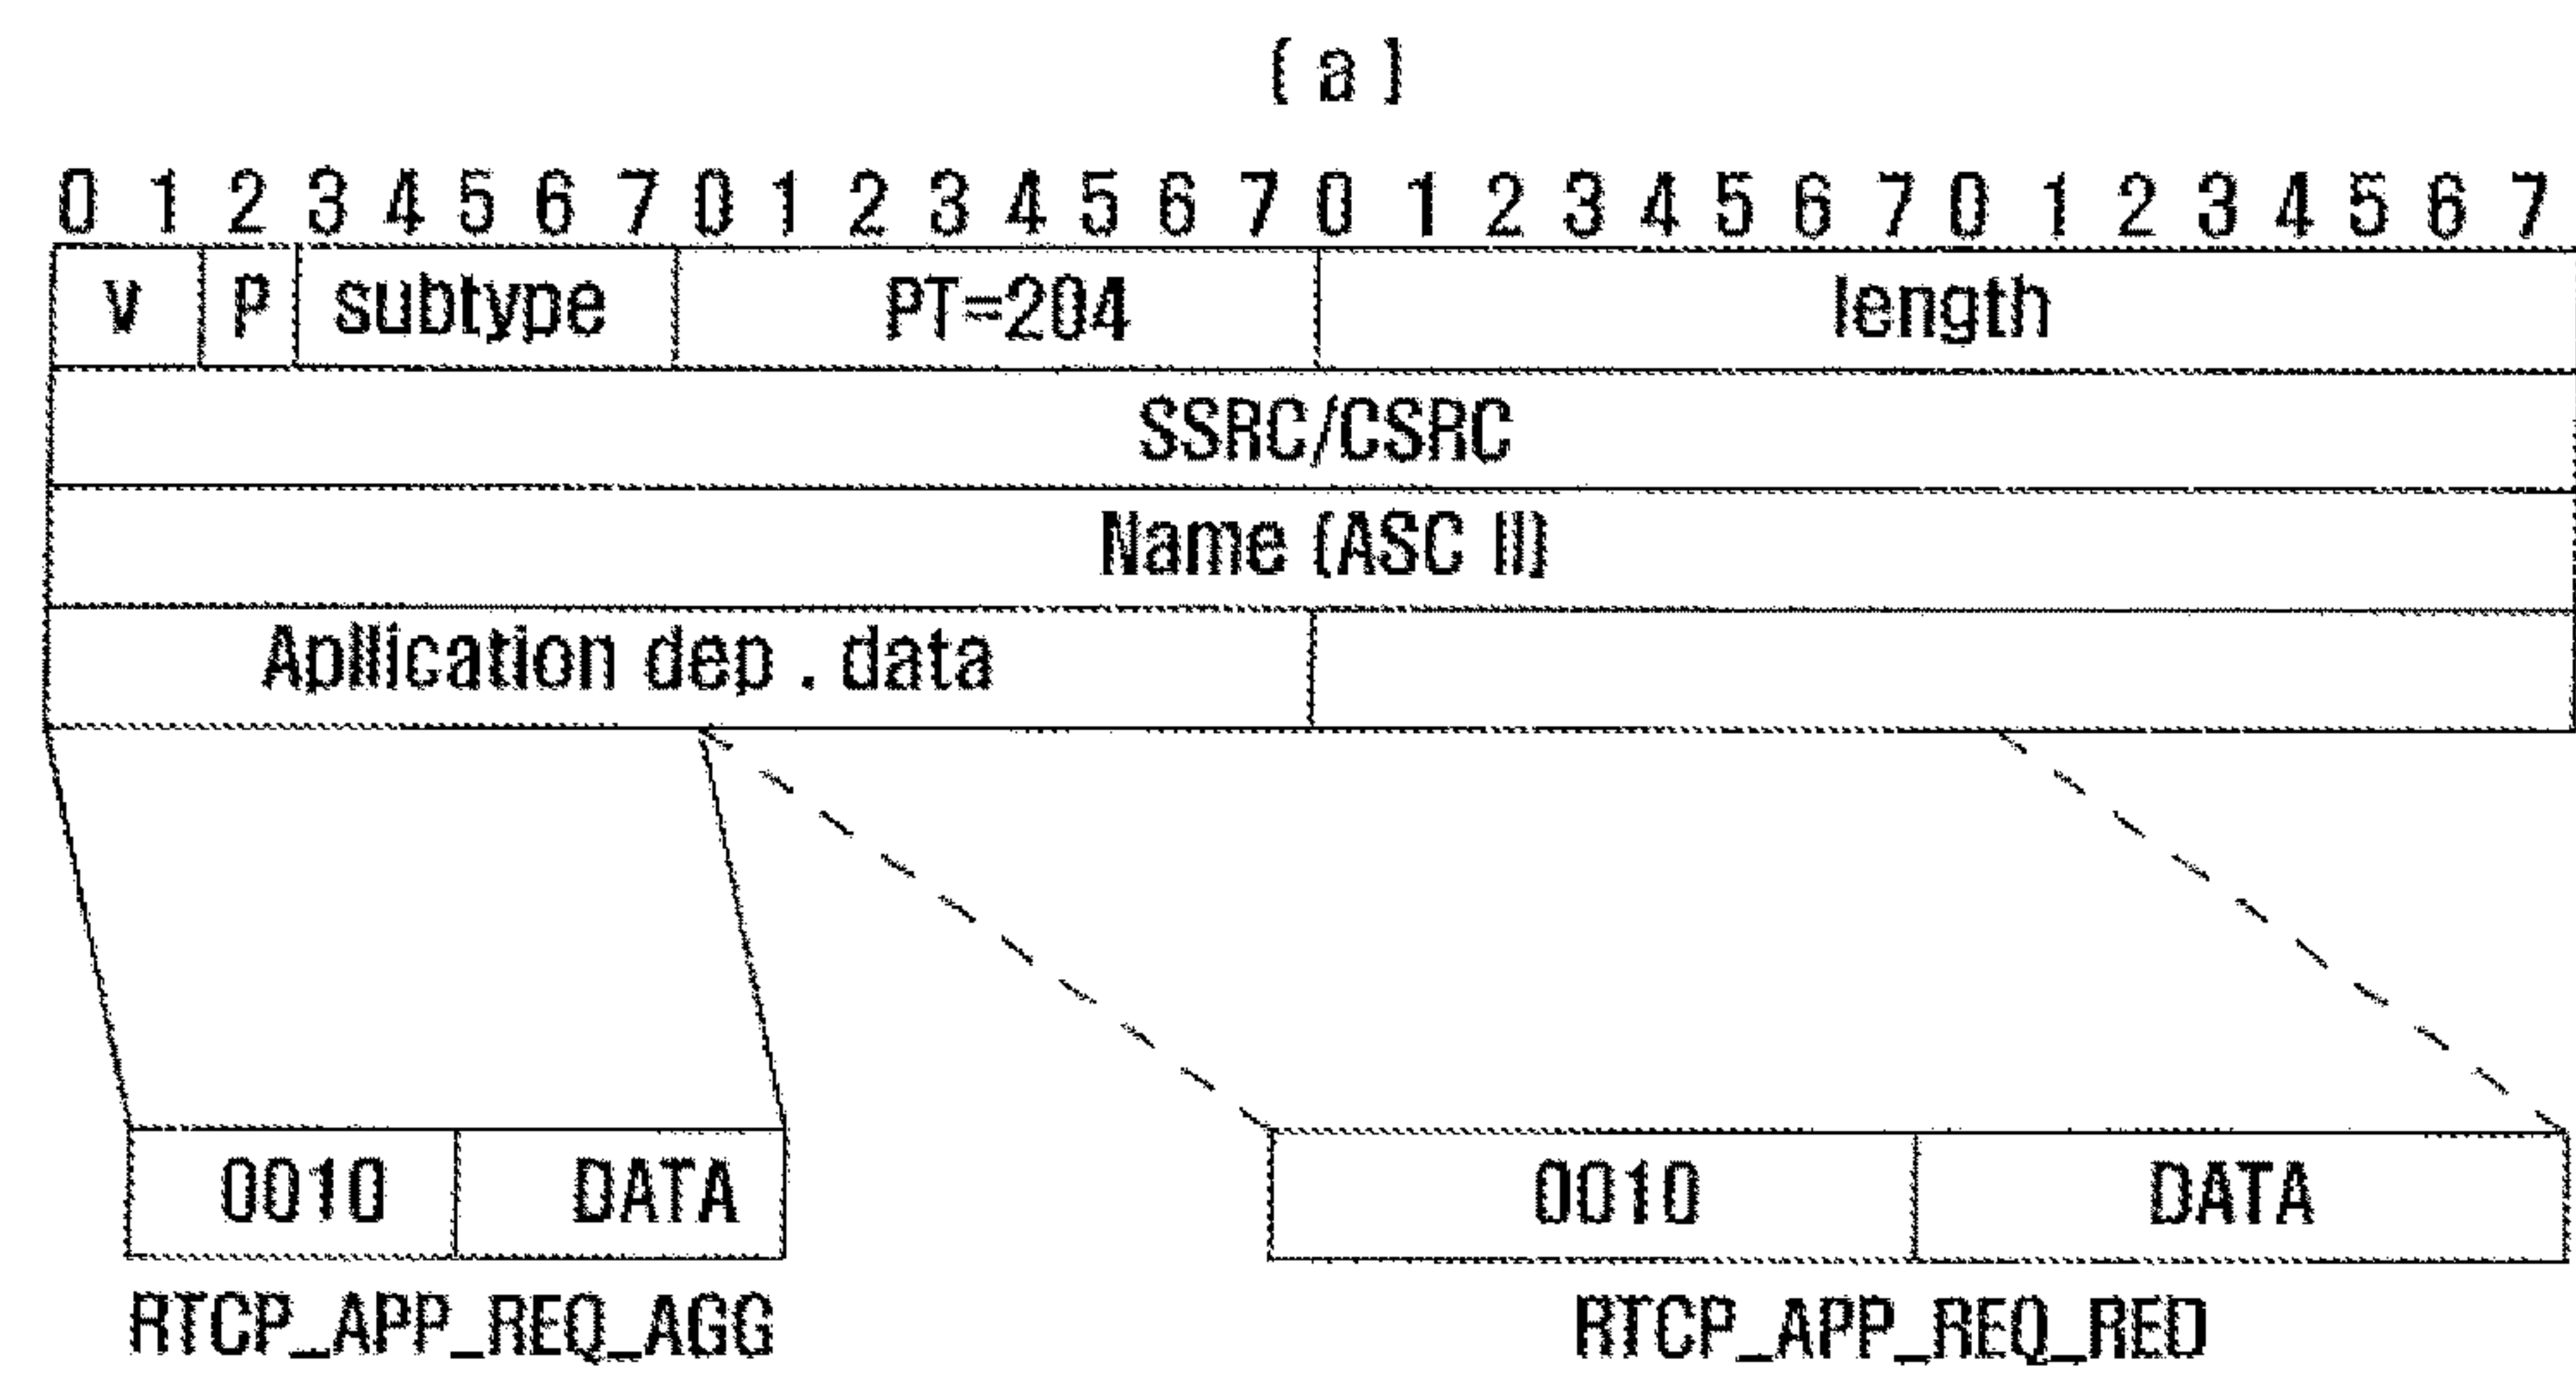 ( a )
0 1 2 3 4 5 6 7 0 1 2 3 4 5 6 7 0 1 2 3 4 5 6 7 0 1 2 3 4 5 6 7
V P subtype PT=204 length
SSRC/CSRC
Name (ASC II)
Apllication dep . data
0010 DATA 0010 DATA
RTCP_APP_REQ_AGG RTCP_APP_REQ_RED